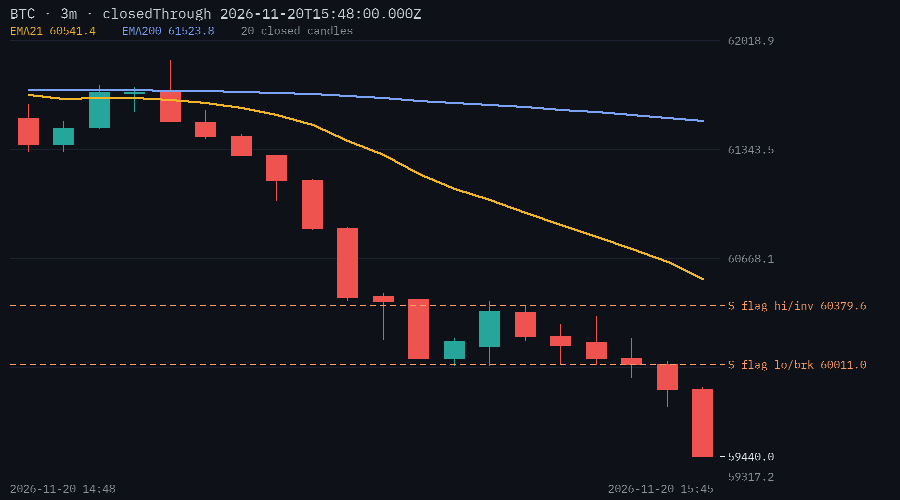 BTC · 3m · closedThrough 2026-11-20T15:48:00.000Z
EMA21 60541.4 EMA200 61523.8 20 closed candles
62018.9
61343.5
60668.1
S flag hi/inv 60379.6
S flag lo/brk 60011.0
59440.0
59317.2
2026-11-20 14:48 2026-11-20 15:45